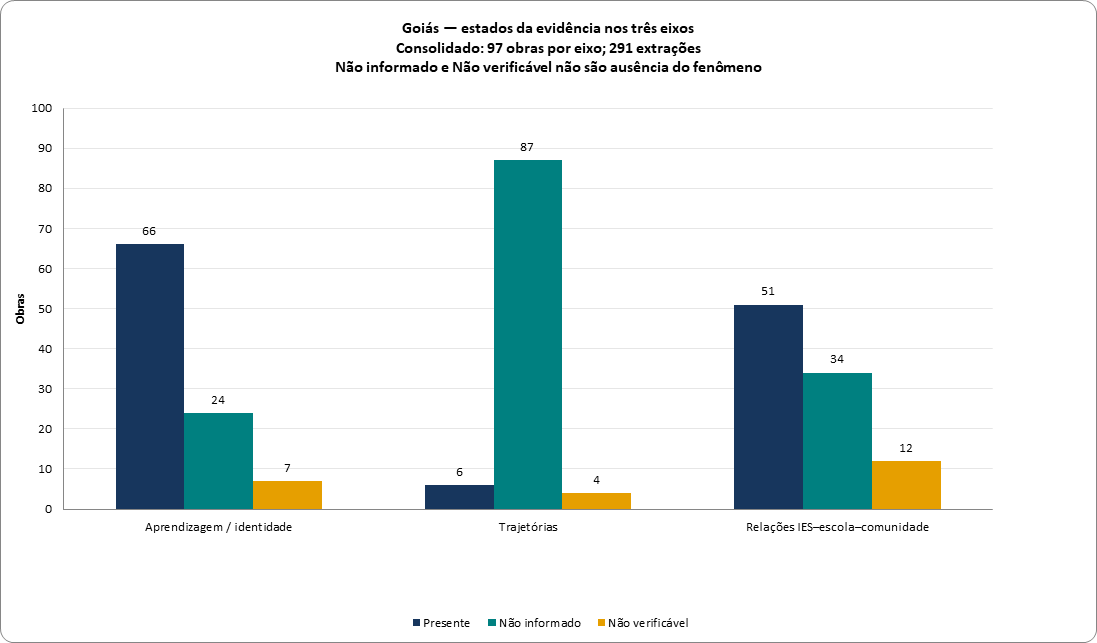 Goiás — estados da evidência nos três eixos
Consolidado: 97 obras por eixo; 291 extrações
Não informado e Não verificável não são ausência do fenômeno
100
90
80
70
60
50
40
30
20
10
0
Obras
66
24
7
6
87
4
51
34
12
Aprendizagem / identidade
Trajetórias
Relações IES–escola–comunidade
Presente
Não informado
Não verificável